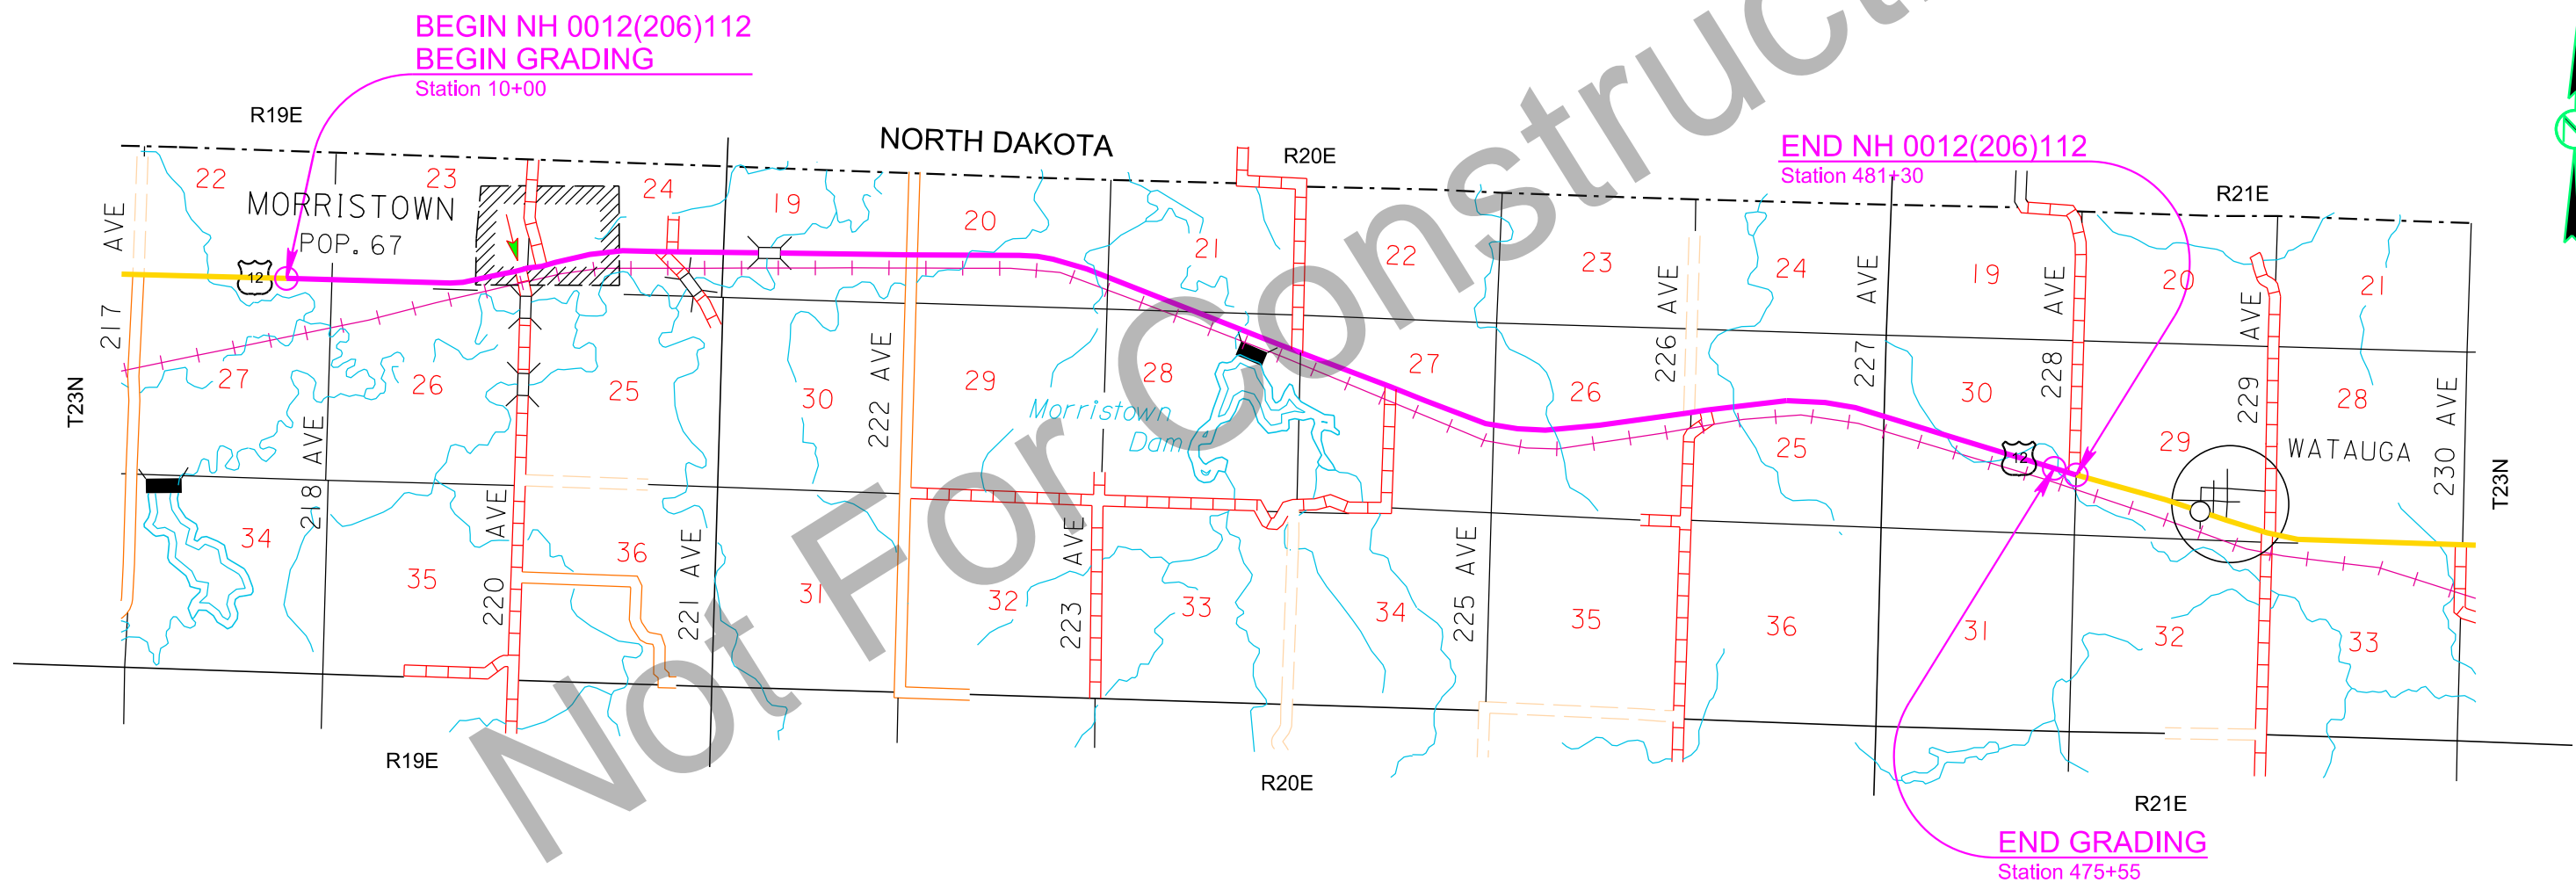 BEGIN NH 0012(206)112
BEGIN GRADING
Station 10+00
R19E
NORTH DAKOTA
R20E
END NH 0012(206)112
Station 481+30
R21E
22
23
24
19
20
21
22
23
24
19
20
21
MORRISTOWN
POP. 67
12
217 AVE
T23N
27
26
25
30
29
28
27
26
25
30
29
28
218 AVE
220 AVE
221 AVE
222 AVE
223 AVE
225 AVE
226 AVE
227 AVE
228 AVE
229 AVE
230 AVE
Morristown
Dam
12
WATAUGA
T23N
34
35
36
31
32
33
34
35
36
31
32
33
R19E
R20E
R21E
END GRADING
Station 475+55
Not For Construct